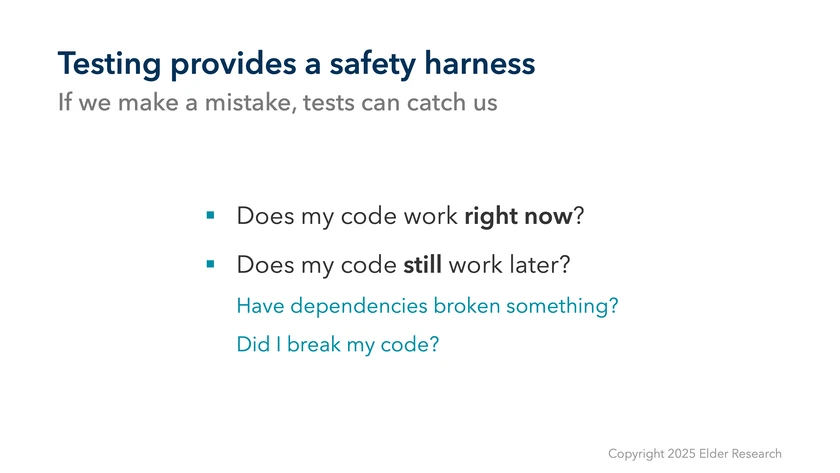 Testing provides a safety harness
If we make a mistake, tests can catch us
▪ Does my code work right now?
▪ Does my code still work later?
Have dependencies broken something?
Did I break my code?
Copyright 2025 Elder Research